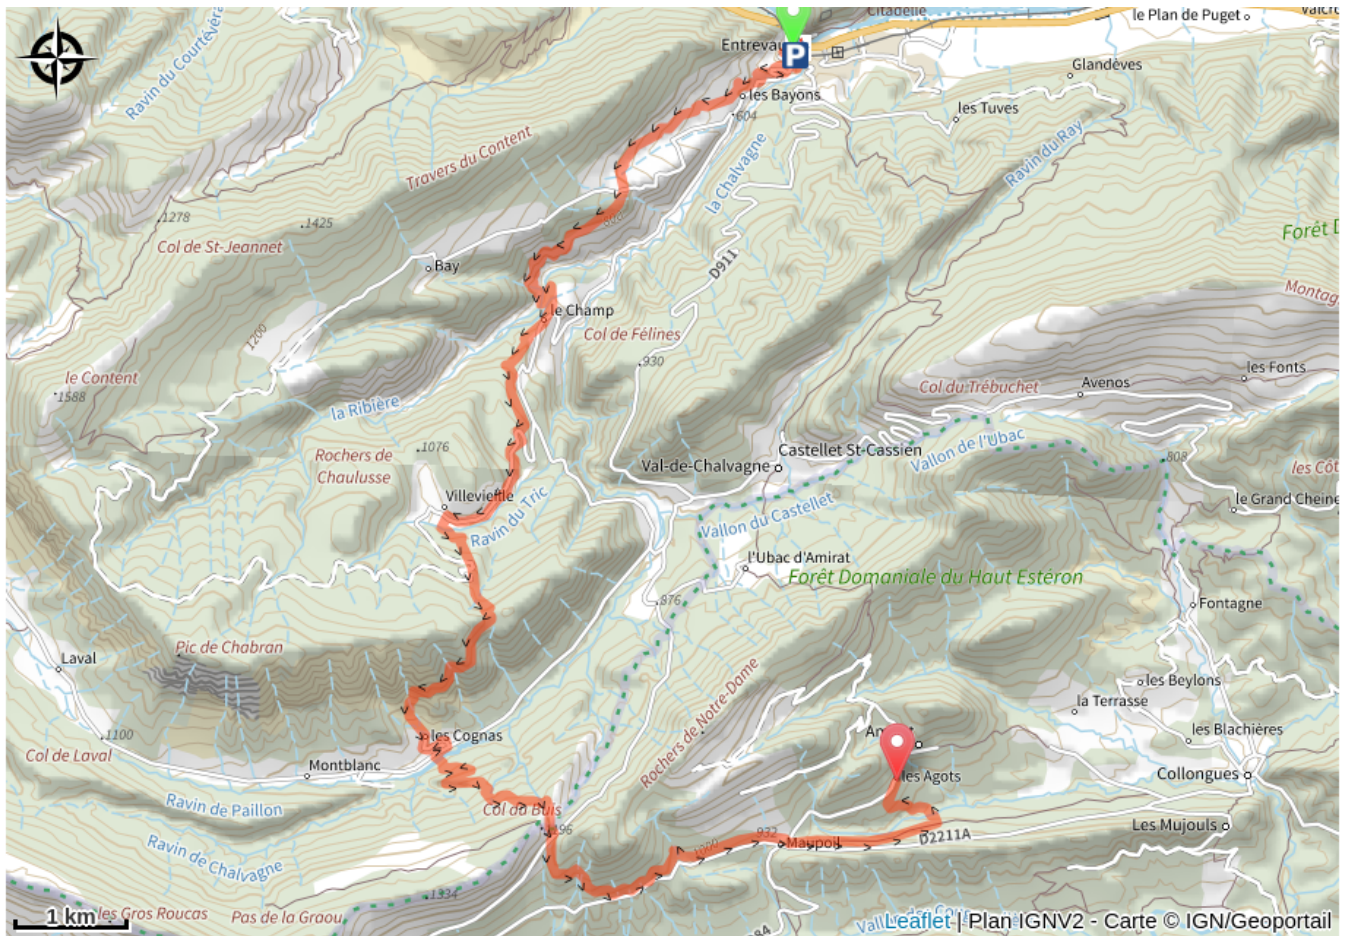 Citadelle
le Plan de Puget
Valcro
Ravin du Courtévéra
Entrevau
P
Glandèves
les Bayons
les Tuves
604
Travers du Content
la Chalvagne
Ravin du Ray
1278
1425
Col de St-Jeannet
Forêt D
Bay
D911
Montag
le Champ
Col de Félines
1200
930
le Content
1588
les Fonts
Col du Trébuchet
Avenos
la Ribière
1076
Rochers de
Chaulusse
Castellet St-Cassien
Vallon de l'Ubac
Val-de-Chalvagne
808
les Côt
Villevieille
le Grand Cheine
Ravin du Tric
Vallon du Castellet
l'Ubac d'Amirat
Forêt Domaniale du Haut Estéron
876
Fontagne
Pic de Chabran
Laval
Rochers de Notre-Dame
les Beylons
la Terrasse
1100
les Cognas
les Blachières
Col de Laval
Montblanc
les Agots
Collongues
Ravin de Paillon
Col du Buis
Les Mujouls
932
Maupoil
D2211A
1000
Ravin de Chalvagne
1334
1 km
les Gros Roucas
Pas de la Graou
Leaflet | Plan IGNV2 - Carte © IGN/Geoportail